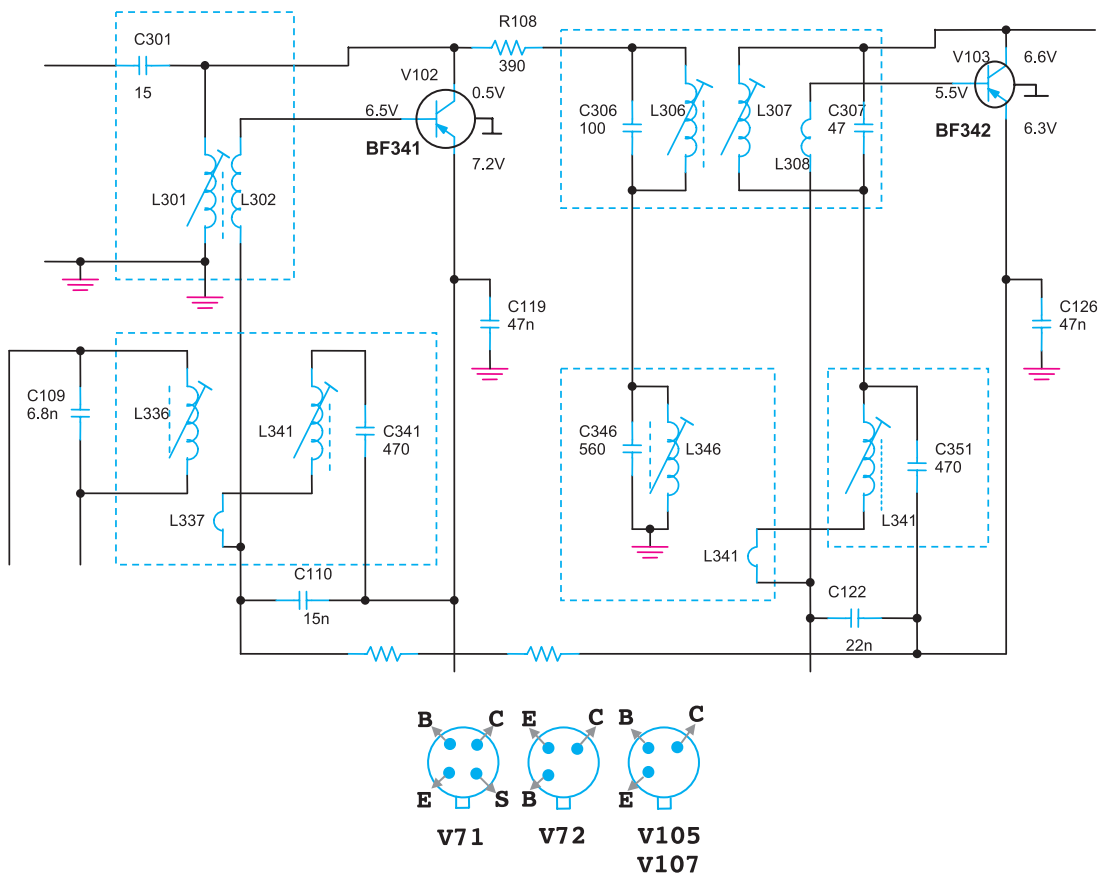 C301
15
L301
L302
R108
390
V102
0.5V
6.5V
BF341
7.2V
C306
100
L306
L307
L308
C307
47
V103
6.6V
5.5V
BF342
6.3V
C119
47n
C126
47n
C109
6.8n
L336
L341
C341
470
L337
C110
15n
C346
560
L346
L341
L341
C351
470
C122
22n
B
C
E
S
V71
E
C
B
V72
B
C
E
V105
V107